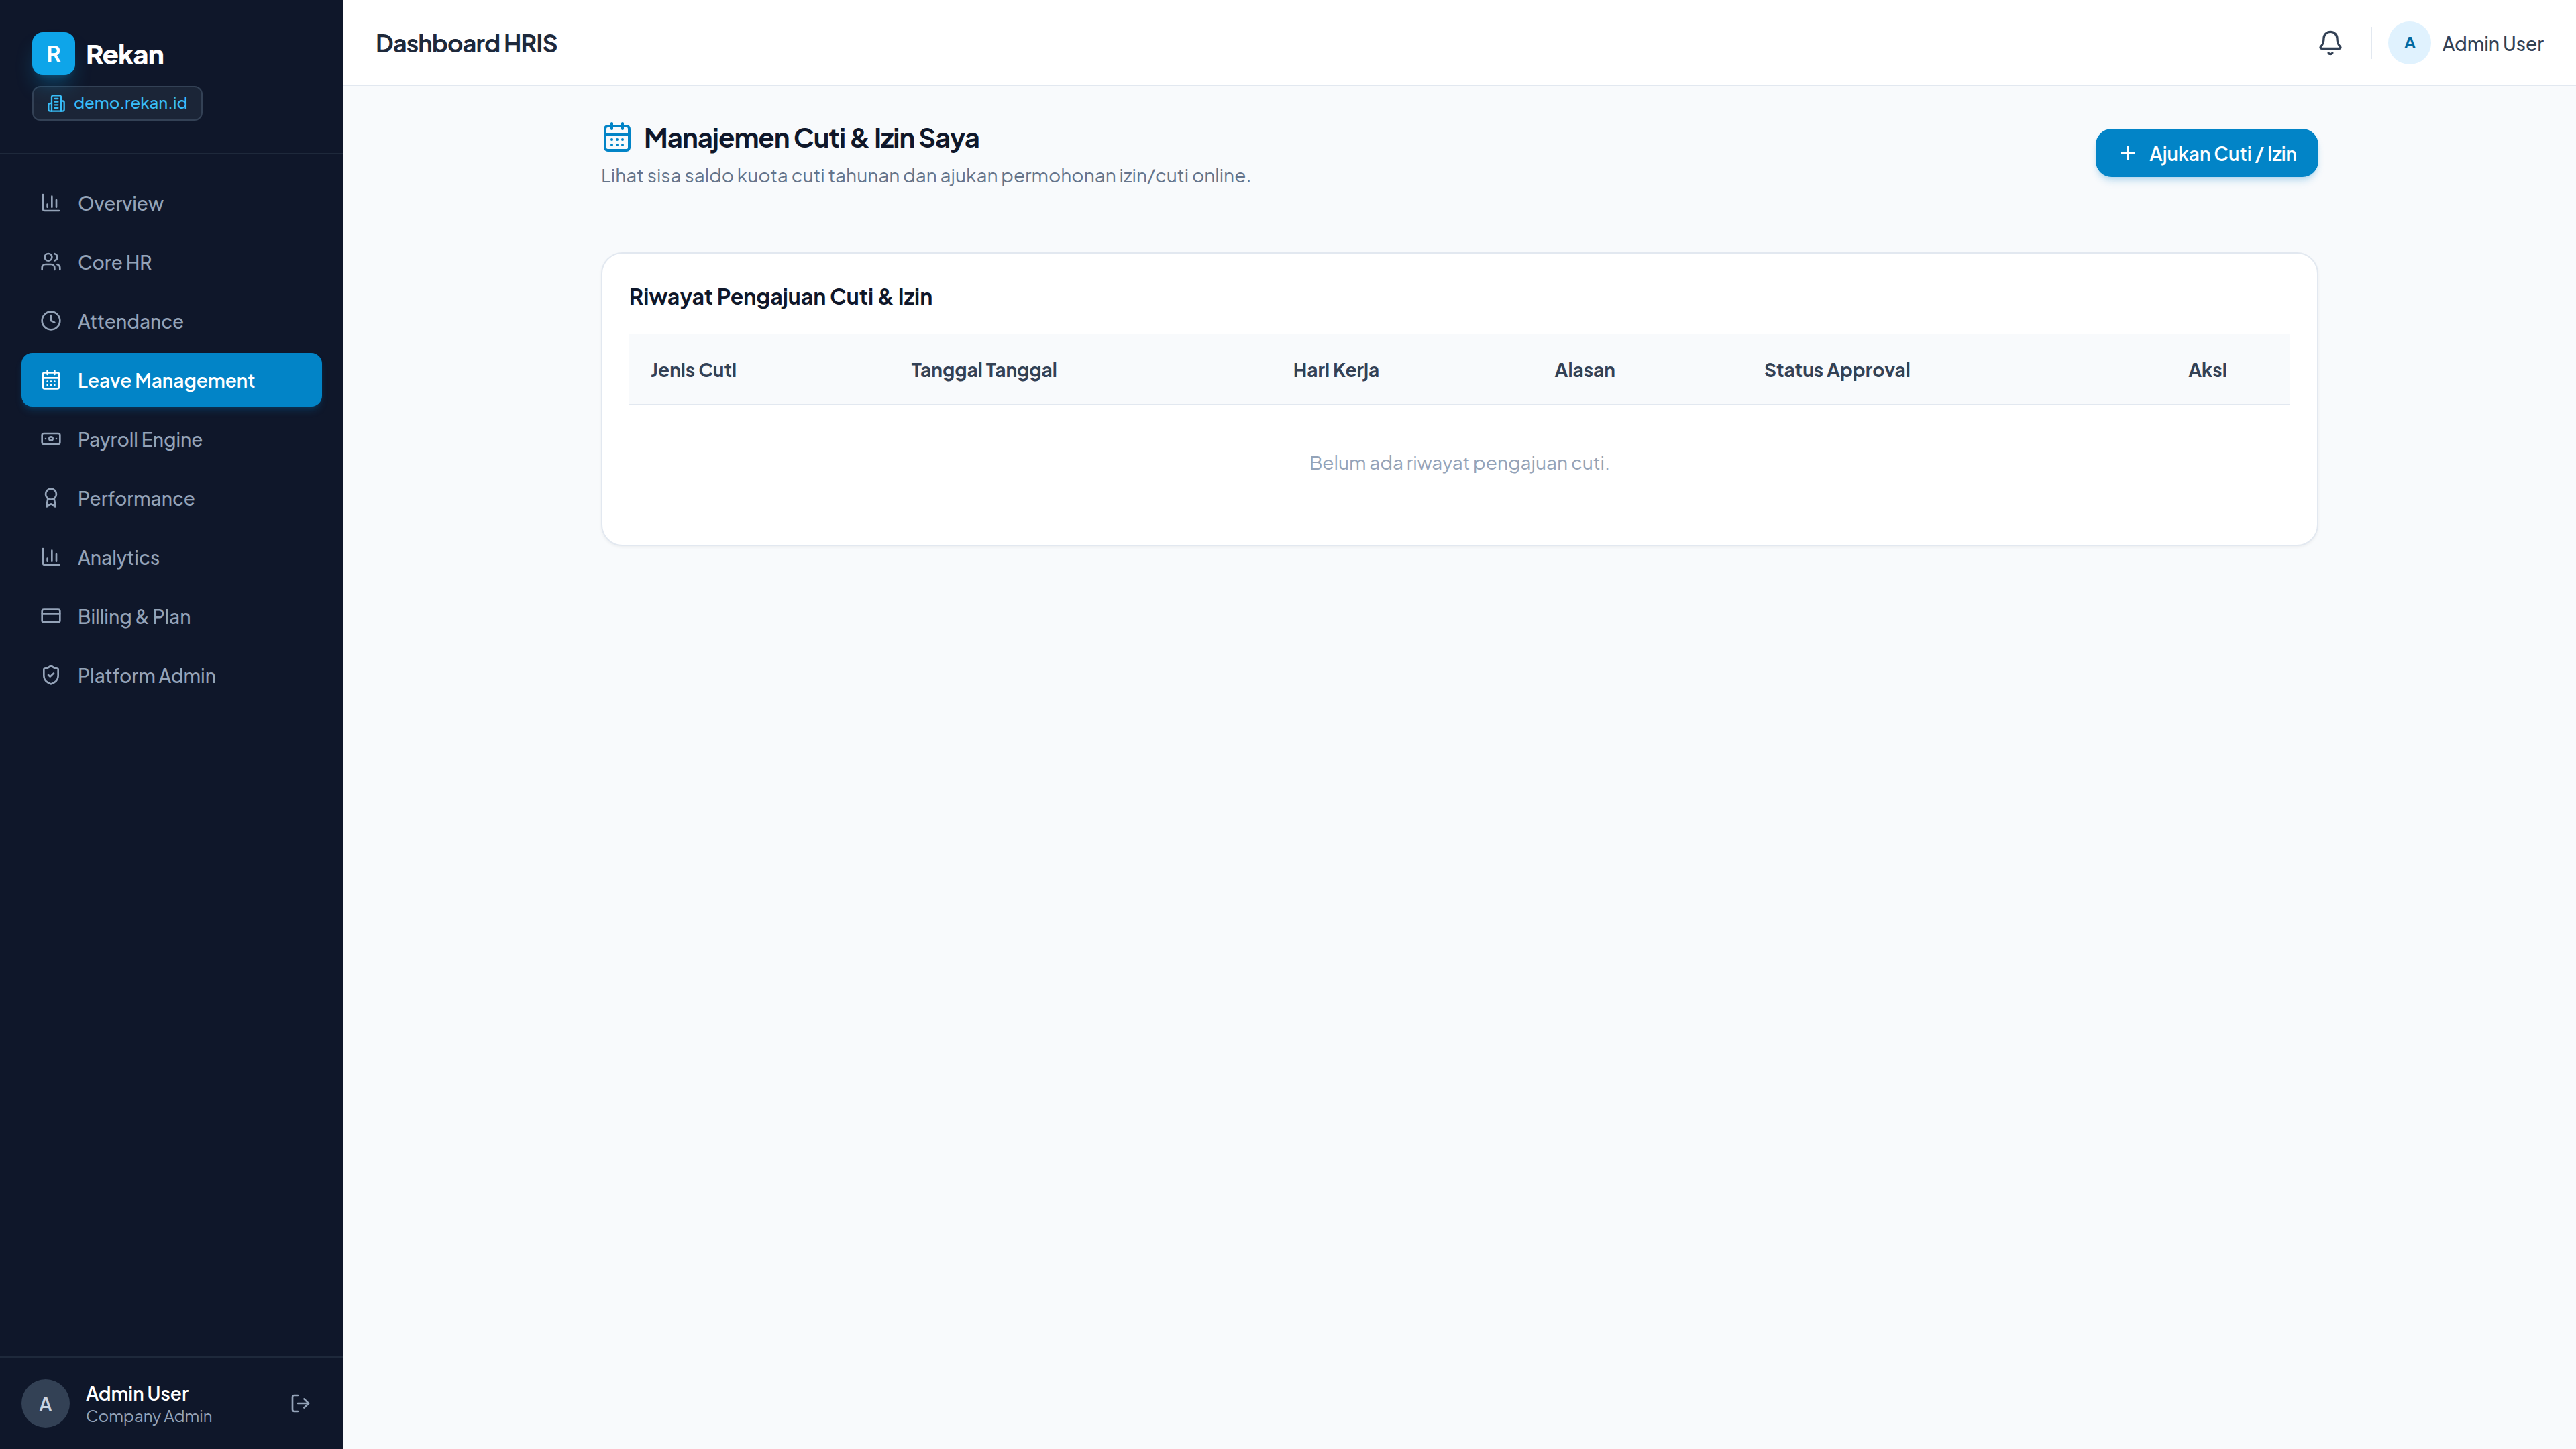 R Rekan
demo.rekan.id
Overview
Core HR
Attendance
Leave Management
Payroll Engine
Performance
Analytics
Billing & Plan
Platform Admin
A
Admin User
Company Admin
Dashboard HRIS
A Admin User
Manajemen Cuti & Izin Saya
Lihat sisa saldo kuota cuti tahunan dan ajukan permohonan izin/cuti online.
Ajukan Cuti / Izin
Riwayat Pengajuan Cuti & Izin
Jenis Cuti Tanggal Tanggal Hari Kerja Alasan Status Approval Aksi
Belum ada riwayat pengajuan cuti.